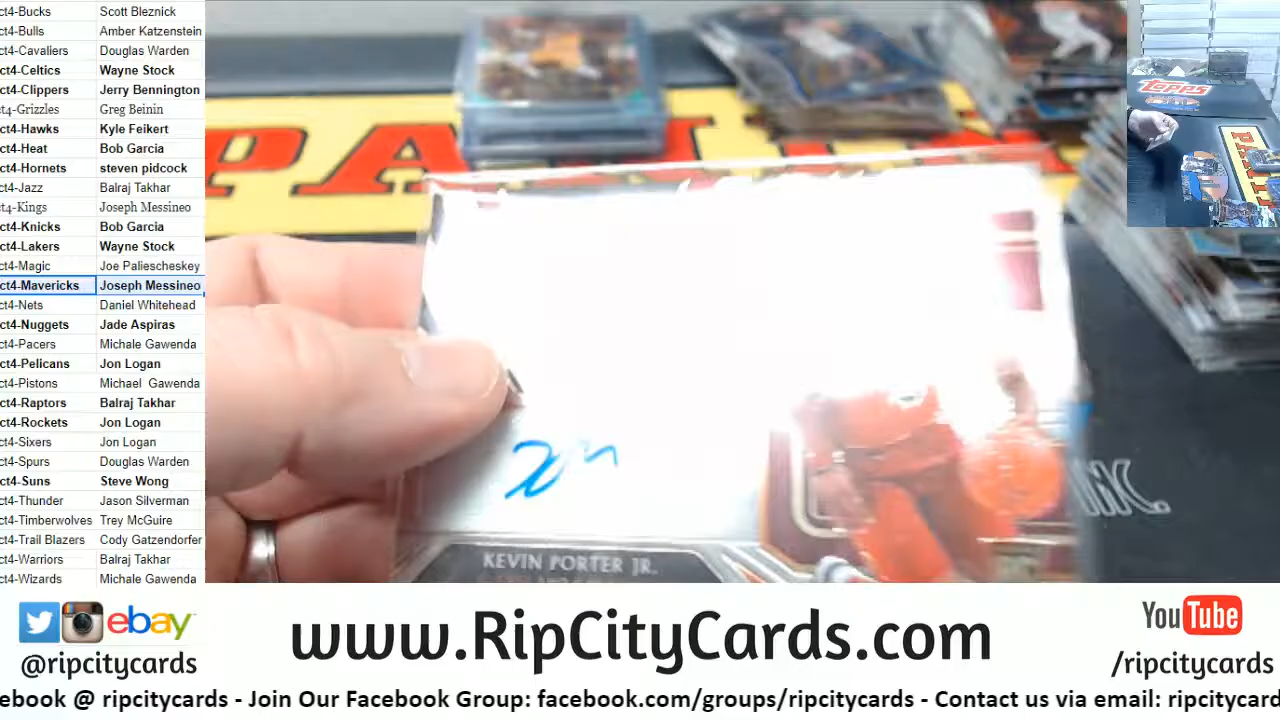 ct4-Bucks Scott Bleznick
ct4-Bulls Amber Katzenstein
ct4-Cavaliers Douglas Warden
ct4-Celtics Wayne Stock
ct4-Clippers Jerry Bennington
ct4-Grizzles Greg Beinin
ct4-Hawks Kyle Feikert
ct4-Heat Bob Garcia
ct4-Hornets steven pidcock
ct4-Jazz Balraj Takhar
ct4-Kings Joseph Messineo
ct4-Knicks Bob Garcia
ct4-Lakers Wayne Stock
ct4-Magic Joe Paliescheskey
ct4-Mavericks Joseph Messineo
ct4-Nets Daniel Whitehead
ct4-Nuggets Jade Aspiras
ct4-Pacers Michale Gawenda
ct4-Pelicans Jon Logan
ct4-Pistons Michael Gawenda
ct4-Raptors Balraj Takhar
ct4-Rockets Jon Logan
ct4-Sixers Jon Logan
ct4-Spurs Douglas Warden
ct4-Suns Steve Wong
ct4-Thunder Jason Silverman
ct4-Timberwolves Trey McGuire
ct4-Trail Blazers Cody Gatzendorfer
ct4-Warriors Balraj Takhar
ct4-Wizards Michale Gawenda
PANI
topps
PANI
KEVIN PORTER JR.
ebay
@ripcitycards
www.RipCityCards.com
YouTube
/ripcitycards
ebook @ ripcitycards - Join Our Facebook Group: facebook.com/groups/ripcitycards - Contact us via email: ripcitycard